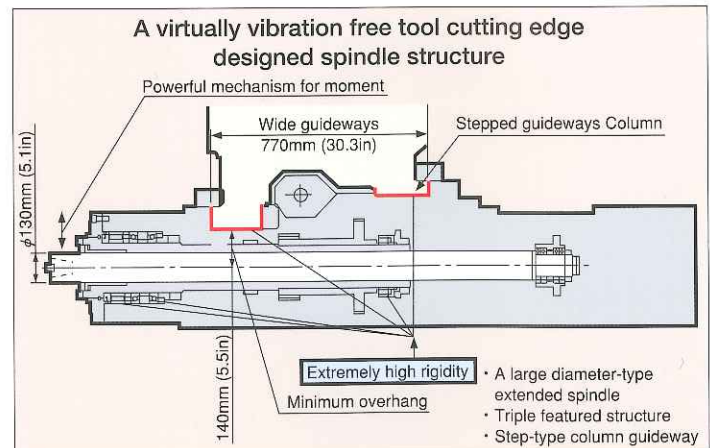 A virtually vibration free tool cutting edge
designed spindle structure
Powerful mechanism for moment
Wide guideways
770mm (30.3in)
Stepped guideways Column
ϕ130mm (5.1in)
140mm (5.5in)
Extremely high rigidity
Minimum overhang
・A large diameter-type
extended spindle
・Triple featured structure
・Step-type column guideway